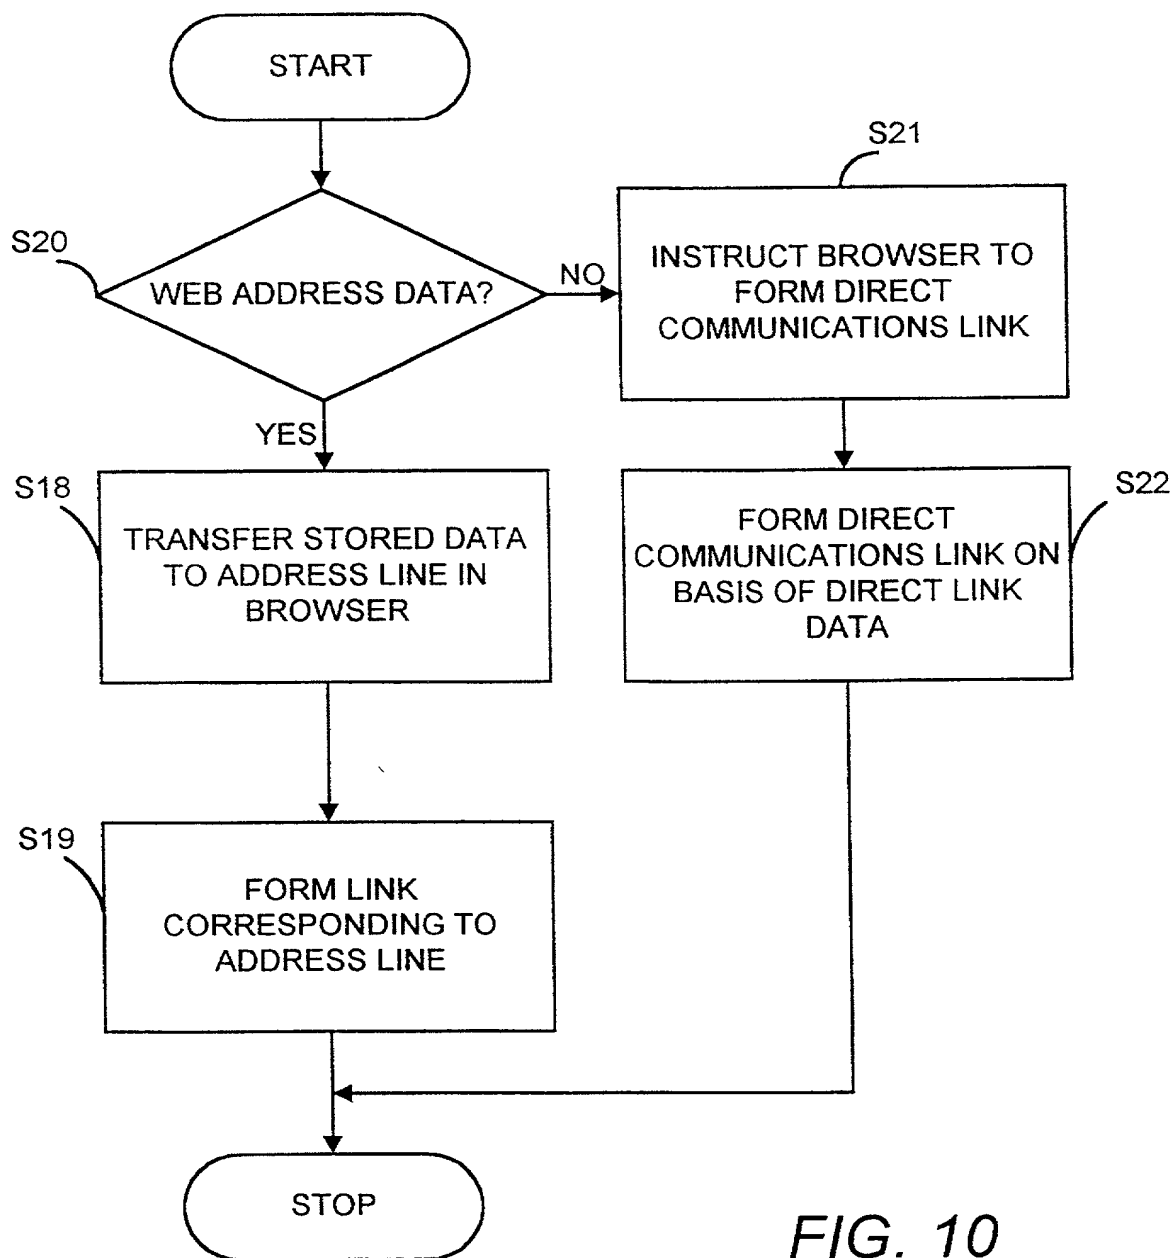 START
S20
WEB ADDRESS DATA?
NO
YES
S21
INSTRUCT BROWSER TO
FORM DIRECT
COMMUNICATIONS LINK
S22
FORM DIRECT
COMMUNICATIONS LINK ON
BASIS OF DIRECT LINK
DATA
S18
TRANSFER STORED DATA
TO ADDRESS LINE IN
BROWSER
S19
FORM LINK
CORRESPONDING TO
ADDRESS LINE
STOP
FIG. 10